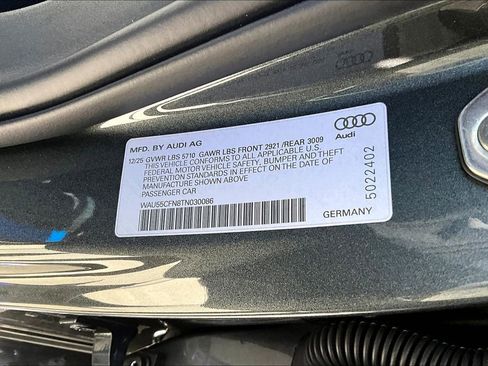 MFD. BY AUDI AG
12/25 GVWR LBS 5710 GAWR LBS FRONT 2921 /REAR 3009
THIS VEHICLE CONFORMS TO ALL APPLICABLE U.S.
FEDERAL MOTOR VEHICLE SAFETY, BUMPER AND THEFT
PREVENTION STANDARDS IN EFFECT ON THE DATE OF
MANUFACTURE SHOWN ABOVE
PASSENGER CAR
WAU55CFN8TN030086
GERMANY
Audi
5022402